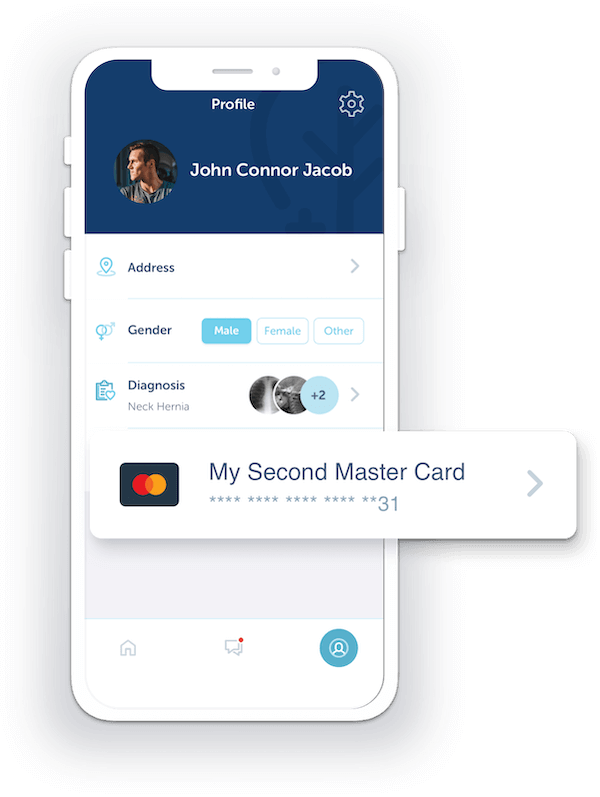 Profile
John Connor Jacob
Address
Gender Male Female Other
Diagnosis
Neck Hernia
+2
My Second Master Card
**** **** **** **** **31